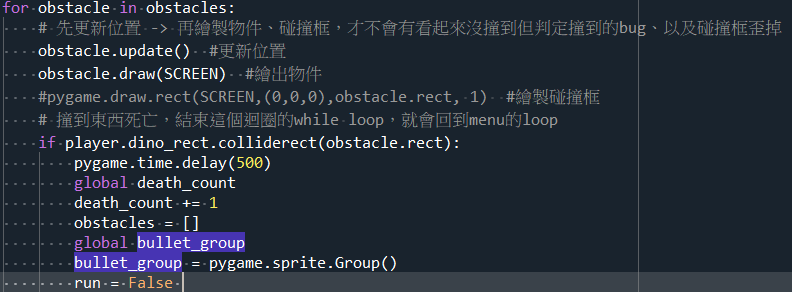 for obstacle in obstacles:
# 先更新位置 -> 再繪製物件、碰撞框，才不會有看起來沒撞到但判定撞到的bug、以及碰撞框歪掉
obstacle.update()  #更新位置
obstacle.draw(SCREEN)  #繪出物件
#pygame.draw.rect(SCREEN,(0,0,0),obstacle.rect, 1)  #繪製碰撞框
# 撞到東西死亡，結束這個迴圈的while loop，就會回到menu的loop
if player.dino_rect.colliderect(obstacle.rect):
pygame.time.delay(500)
global death_count
death_count += 1
obstacles = []
global bullet_group
bullet_group = pygame.sprite.Group()
run = False